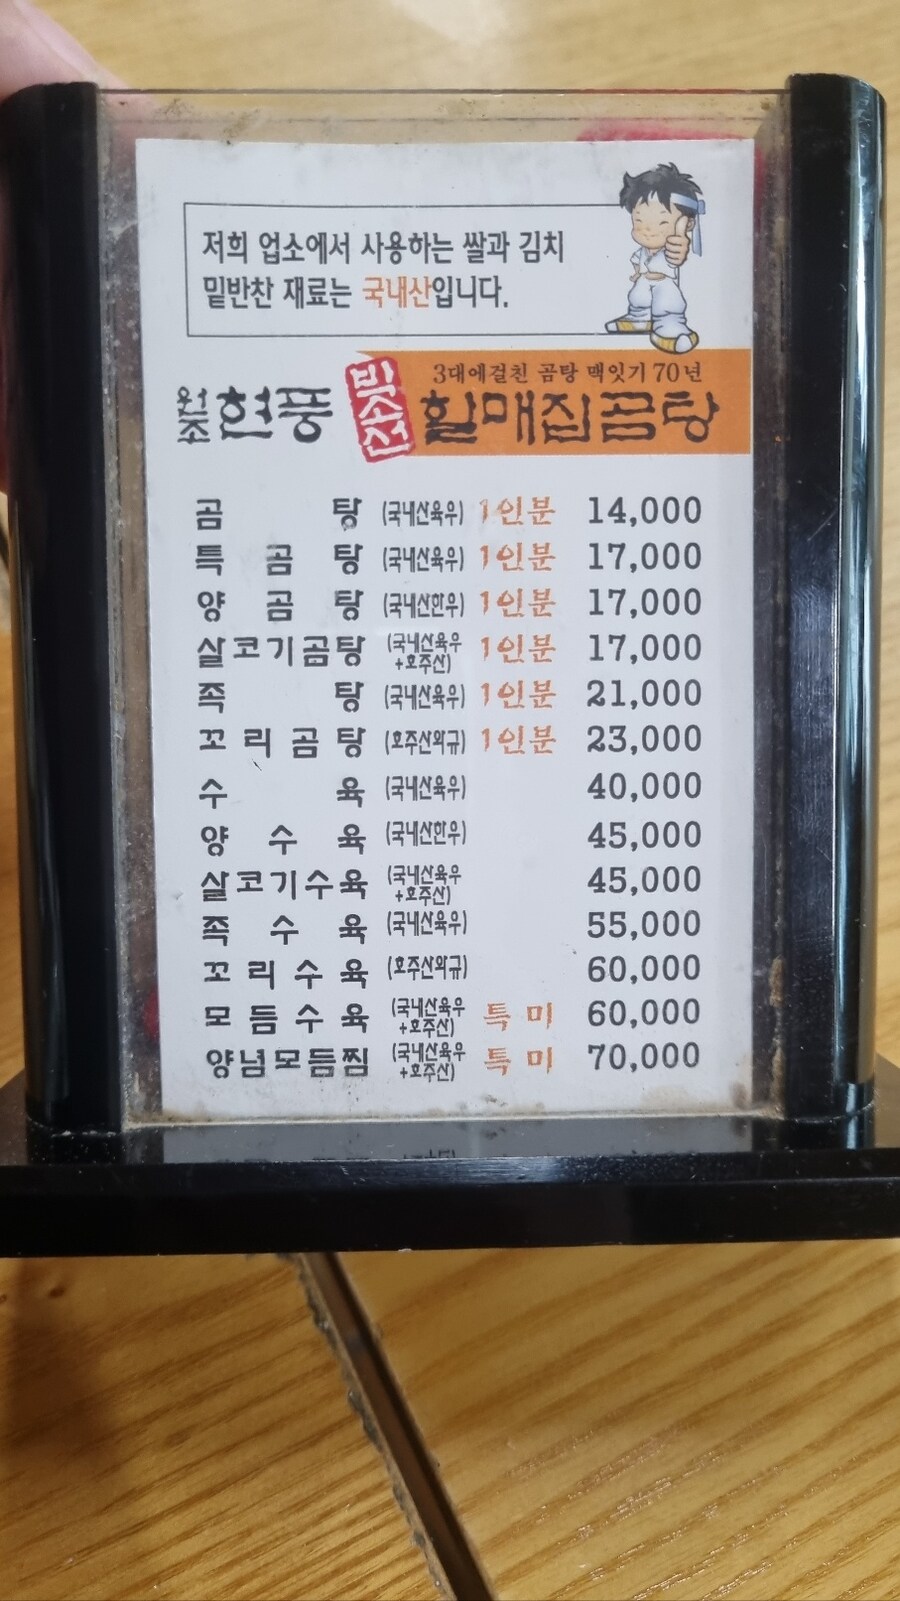 저희 업소에서 사용하는 쌀과 김치
밑반찬 재료는 국내산입니다.
3대에걸친 곰탕 맥잇기 70년
원조 현풍 박소선 할매집곰탕
곰 탕 (국내산육우) 1인분 14,000
특 곰 탕 (국내산육우) 1인분 17,000
양 곰 탕 (국내산한우) 1인분 17,000
살코기곰탕 (국내산육우+호주산) 1인분 17,000
족 탕 (국내산육우) 1인분 21,000
꼬 리 곰 탕 (호주산와규) 1인분 23,000
수 육 (국내산육우) 40,000
양 수 육 (국내산한우) 45,000
살코기수육 (국내산육우+호주산) 45,000
족 수 육 (국내산육우) 55,000
꼬 리 수 육 (호주산와규) 60,000
모 듬 수 육 (국내산육우+호주산) 특 미 60,000
양념모듬찜 (국내산육우+호주산) 특 미 70,000